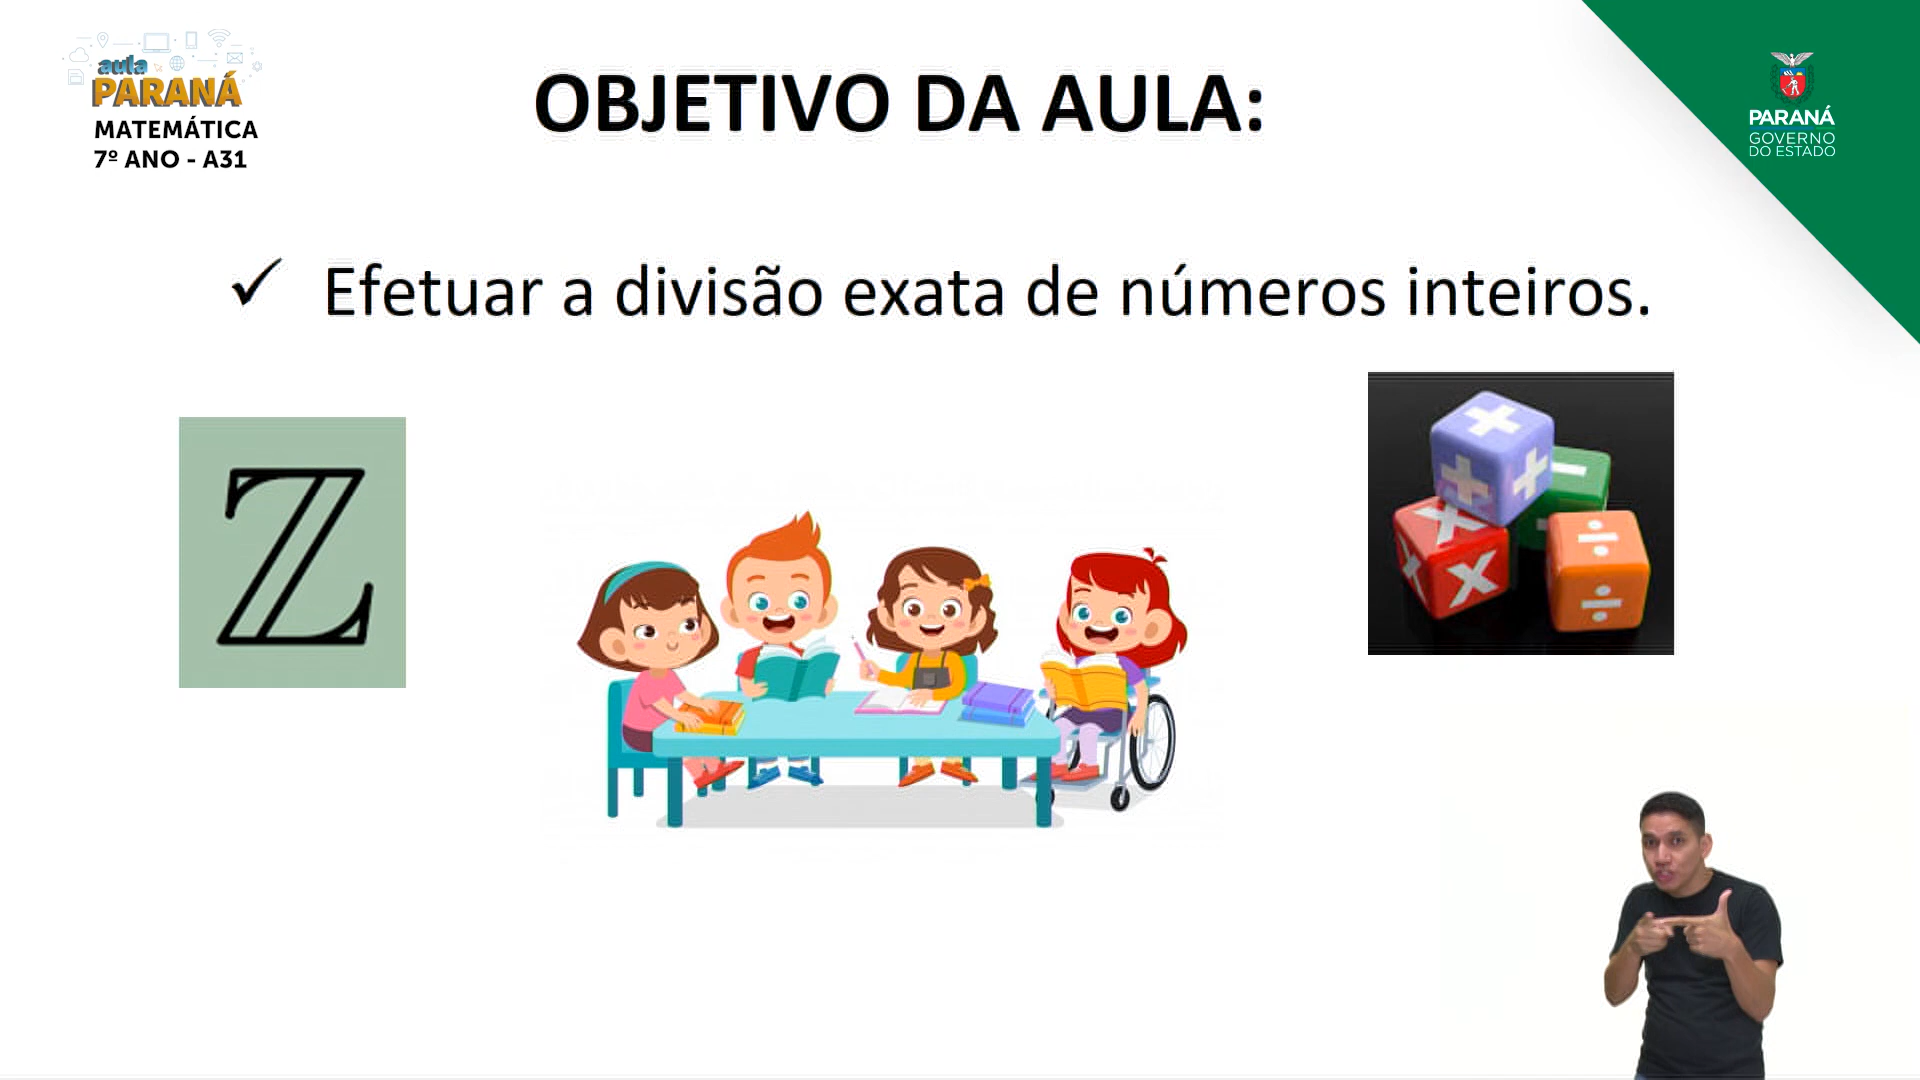 aula
PARANÁ
MATEMÁTICA
7º ANO - A31
OBJETIVO DA AULA:
PARANÁ
GOVERNO
DO ESTADO
✓ Efetuar a divisão exata de números inteiros.
ℤ